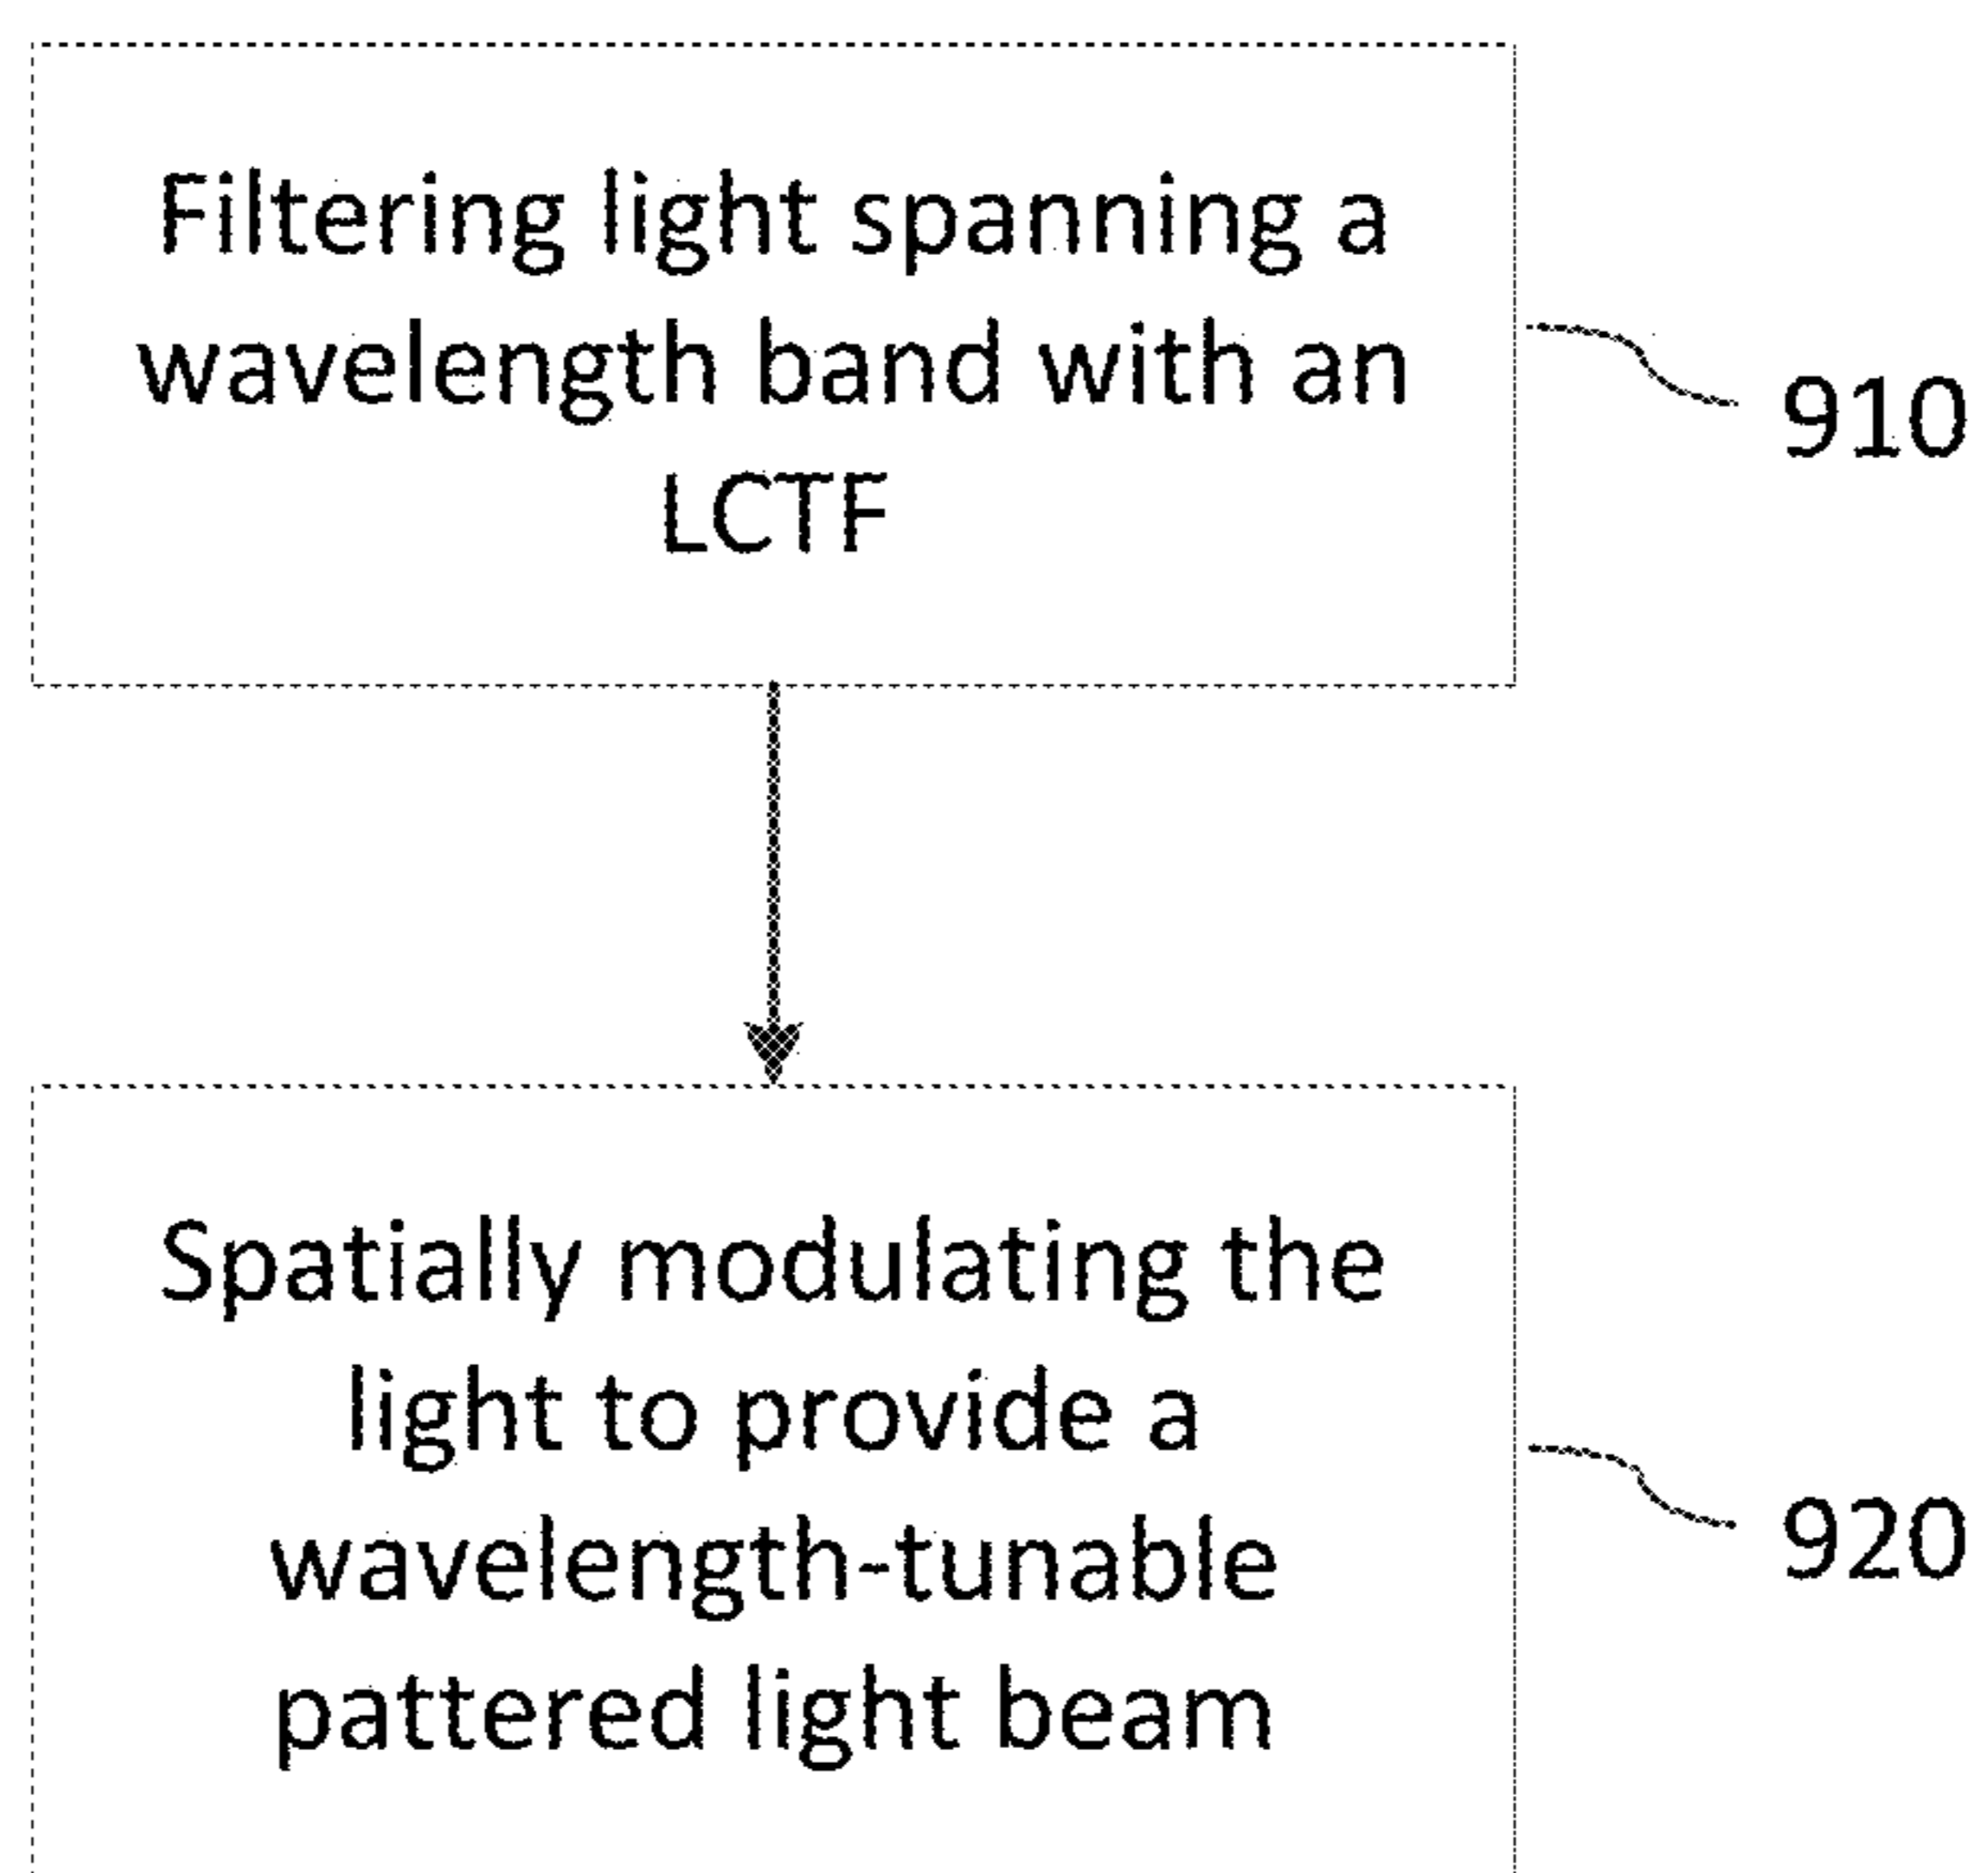 Filtering light spanning a
wavelength band with an
LCTF
910
Spatially modulating the
light to provide a
wavelength-tunable
pattered light beam
920